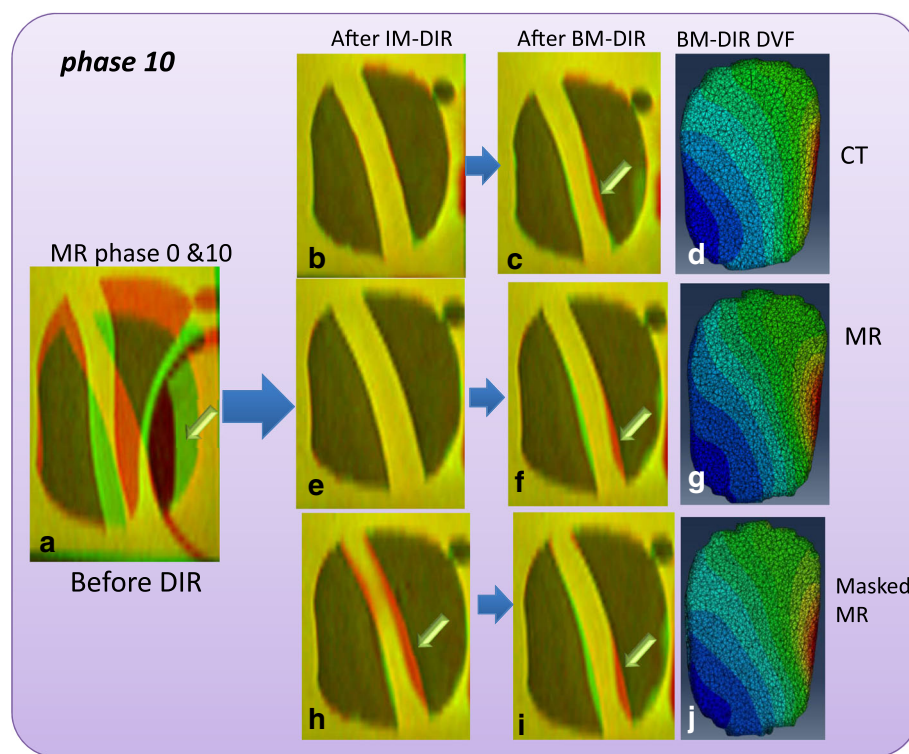 phase 10
After IM-DIR
After BM-DIR
BM-DIR DVF
b
c
d
CT
MR phase 0 &10
a
Before DIR
e
f
g
MR
h
i
j
Masked
MR